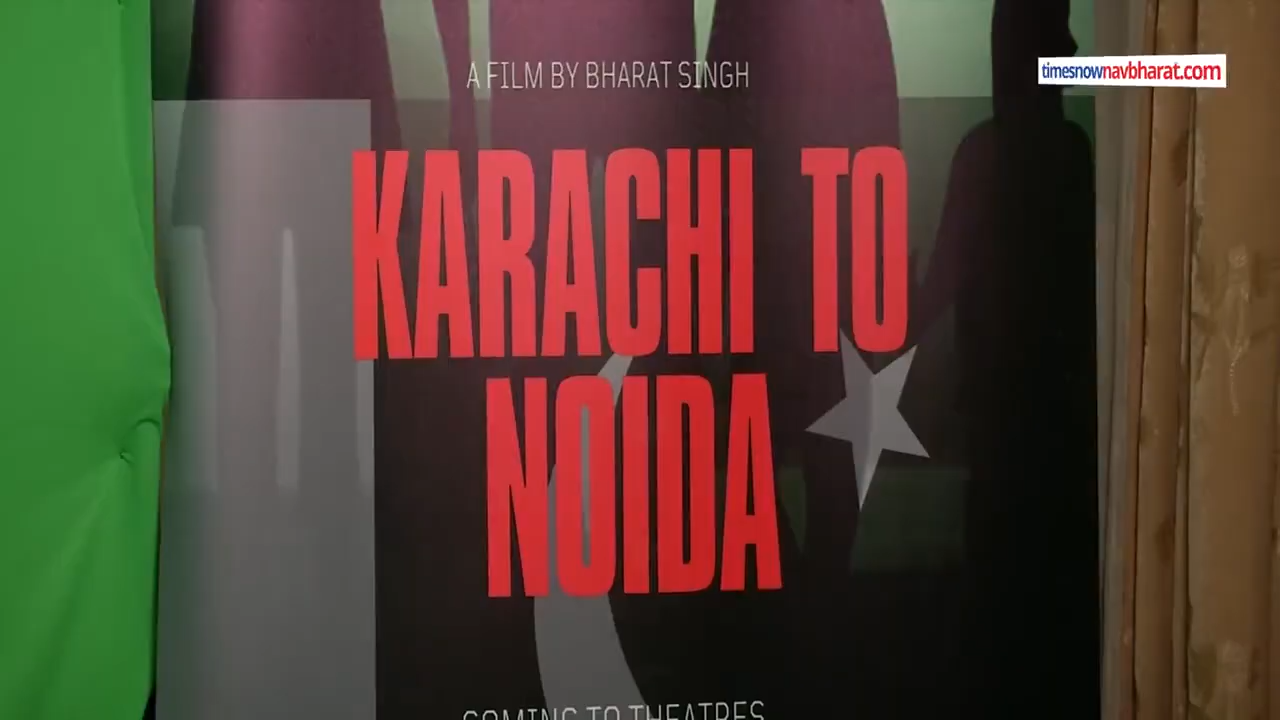 A FILM BY BHARAT SINGH
timesnownavbharat.com
KARACHI TO
NOIDA
COMING TO THEATRES